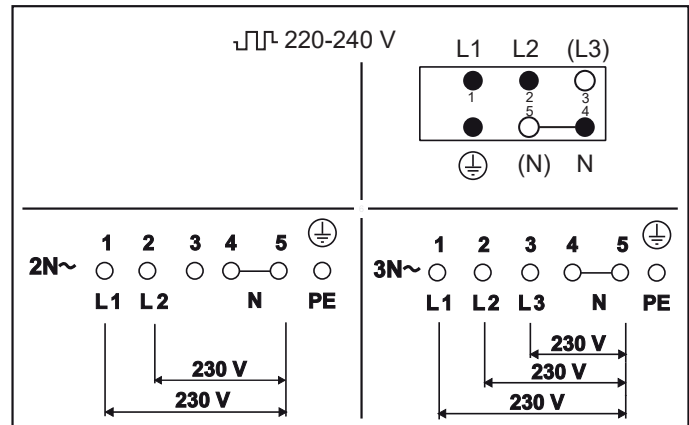 220-240 V
L1 L2 (L3)
1 2 3
5 4
(N) N
1 2 3 4 5
2N~
L1 L2 N PE
230 V
230 V
1 2 3 4 5
3N~
L1 L2 L3 N PE
230 V
230 V
230 V